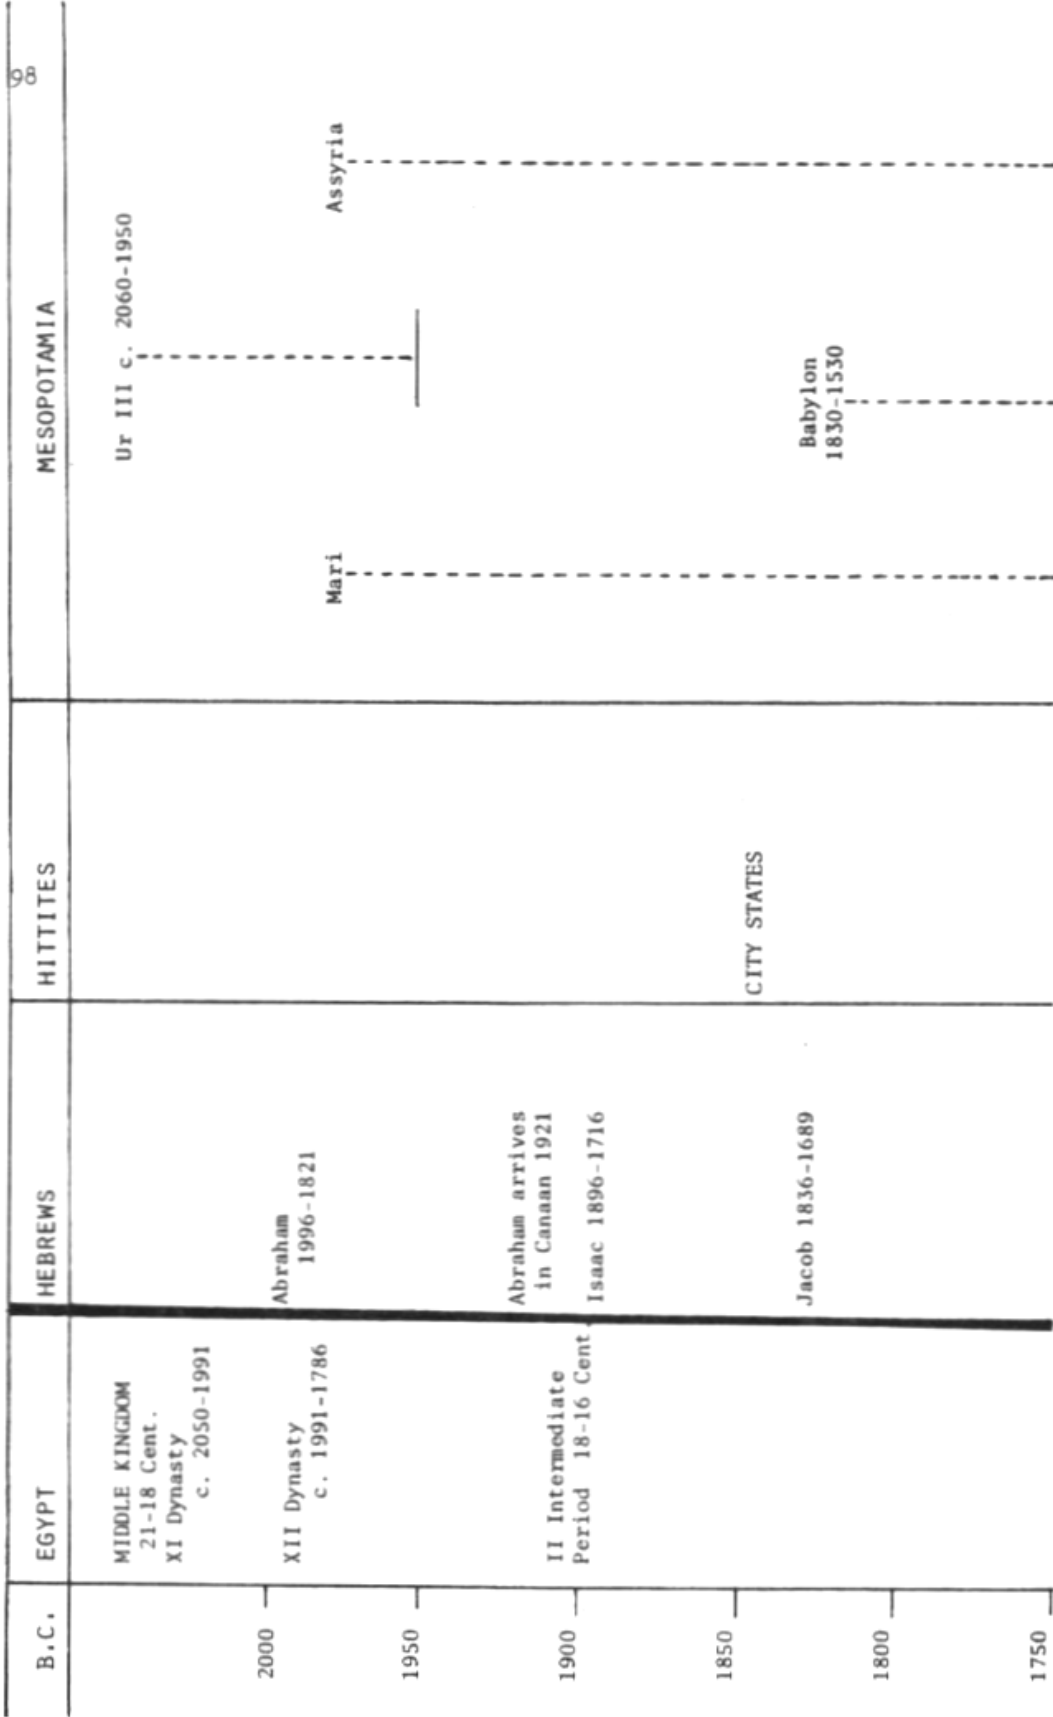 98
B.C.
EGYPT
HEBREWS
HITTITES
MESOPOTAMIA
MIDDLE KINGDOM
21-18 Cent.
XI Dynasty
c. 2050-1991
Ur III c. 2060-1950
2000
XII Dynasty
c. 1991-1786
Abraham
1996-1821
Mari
Assyria
1950
II Intermediate
Period 18-16 Cent.
Abraham arrives
in Canaan 1921
Isaac 1896-1716
1900
1850
CITY STATES
Jacob 1836-1689
Babylon
1830-1530
1800
1750